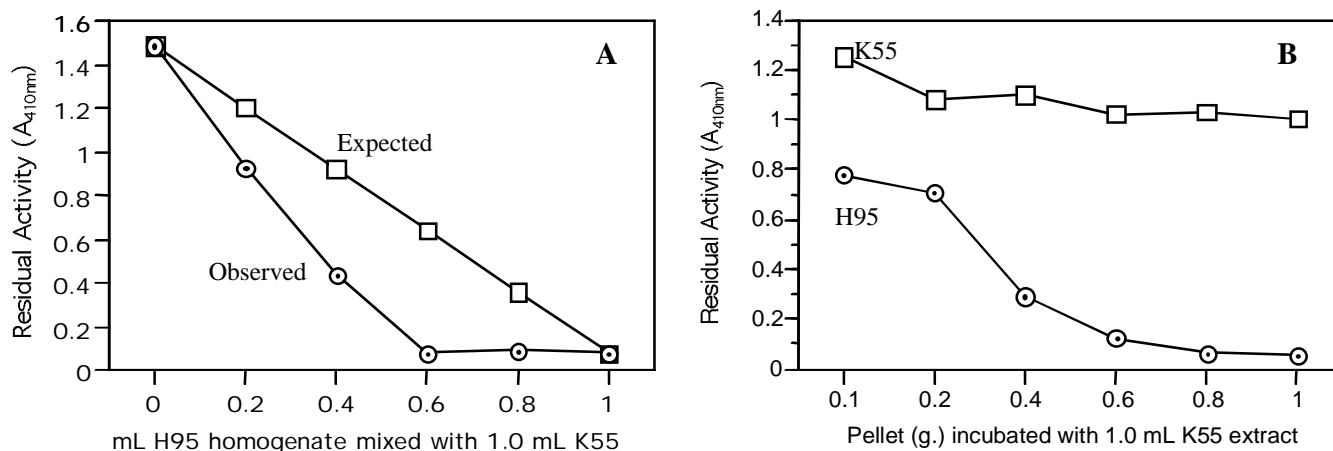 A
Residual Activity (A410nm)
1.6
1.4
1.2
1
0.8
0.6
0.4
0.2
0
Expected
Observed
0 0.2 0.4 0.6 0.8 1
mL H95 homogenate mixed with 1.0 mL K55
B
Residual Activity (A410nm)
1.4
1.2
1
0.8
0.6
0.4
0.2
0
K55
H95
0.1 0.2 0.4 0.6 0.8 1
Pellet (g.) incubated with 1.0 mL K55 extract